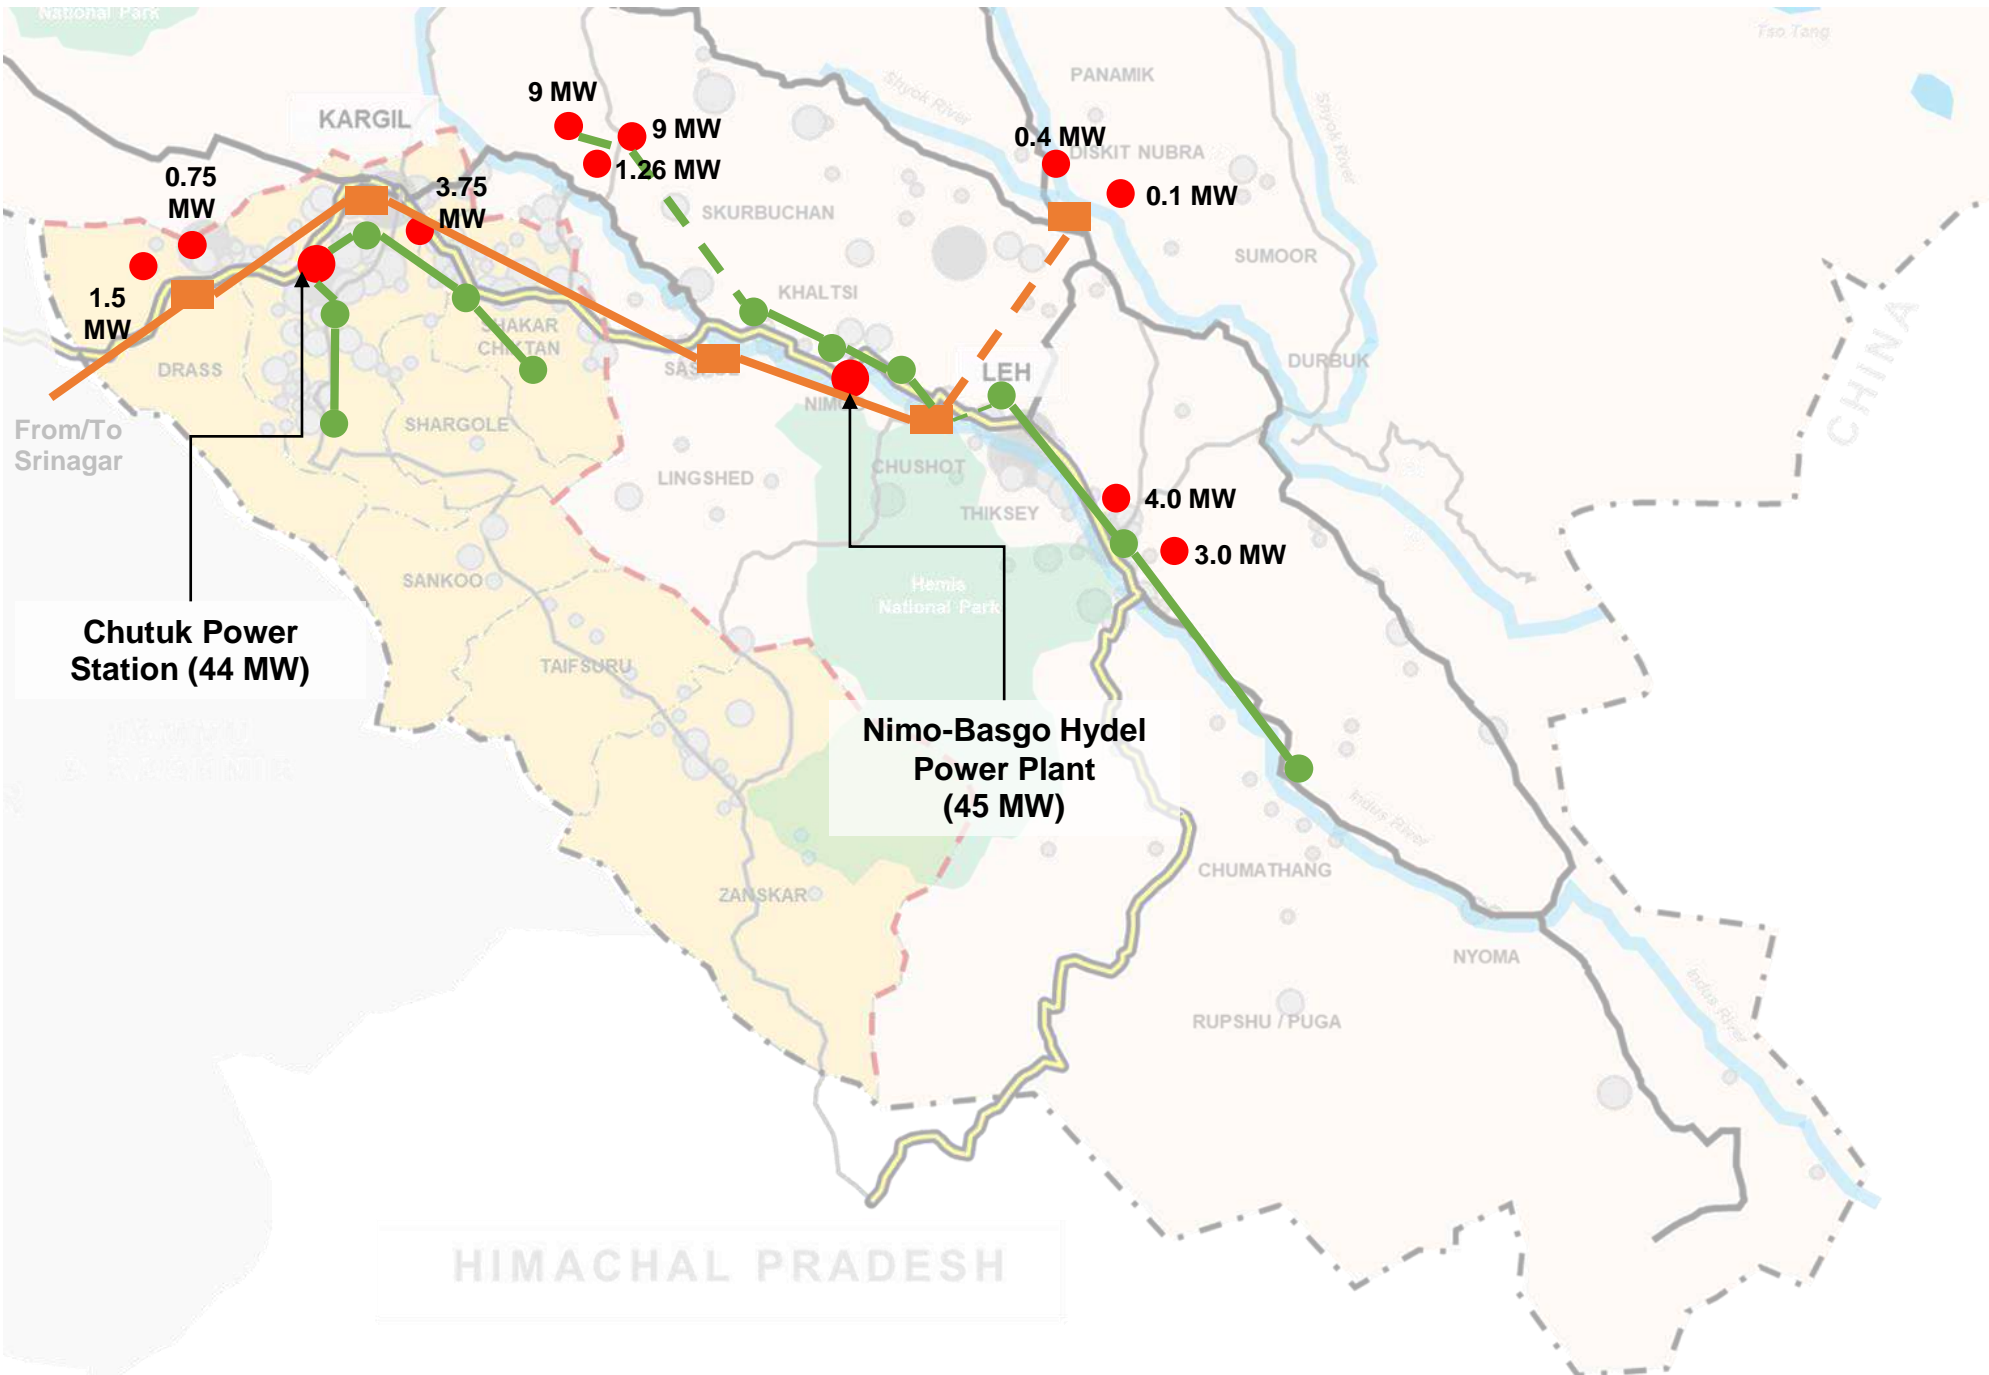 National Park
Tso Tang
PANAMIK
Shyok River
Shyok River
9 MW
KARGIL
9 MW
0.4 MW
DISKIT NUBRA
1.26 MW
0.75
MW
3.75
MW
0.1 MW
SKURBUCHAN
SUMOOR
KHALTSI
1.5
MW
SHAKAR
CHIKTAN
DRASS
DURBUK
LEH
CHINA
From/To
Srinagar
SHARGOLE
CHUSHOT
LINGSHED
4.0 MW
THIKSEY
3.0 MW
SANKOO
Hemis
National Park
Chutuk Power
Station (44 MW)
TAIFSURU
Nimo-Basgo Hydel
Power Plant
(45 MW)
Indus River
CHUMATHANG
ZANSKAR
NYOMA
Indus River
RUPSHU / PUGA
HIMACHAL PRADESH